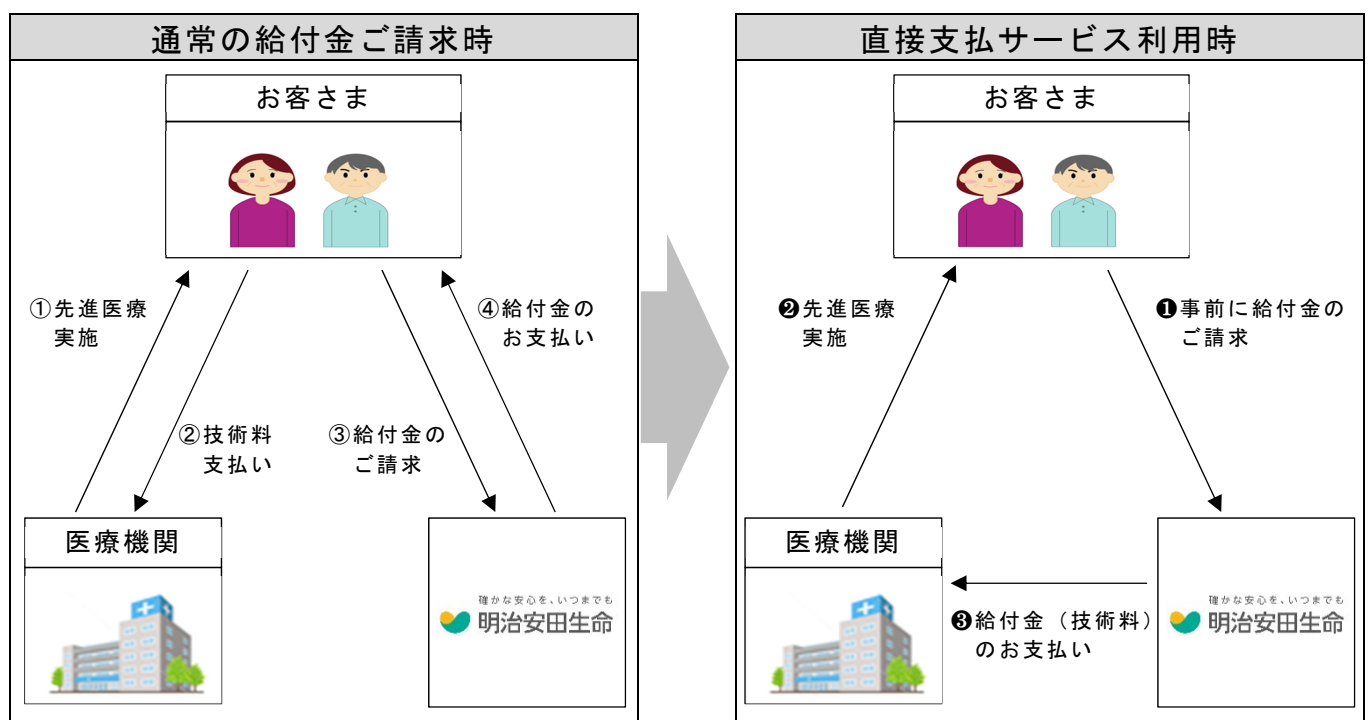 通常の給付金ご請求時
お客さま
①先進医療
実施
②技術料
支払い
③給付金の
ご請求
④給付金の
お支払い
医療機関
確かな安心を、いつまでも
明治安田生命
直接支払サービス利用時
お客さま
❷先進医療
実施
❶事前に給付金の
ご請求
医療機関
❸給付金（技術料）
のお支払い
確かな安心を、いつまでも
明治安田生命